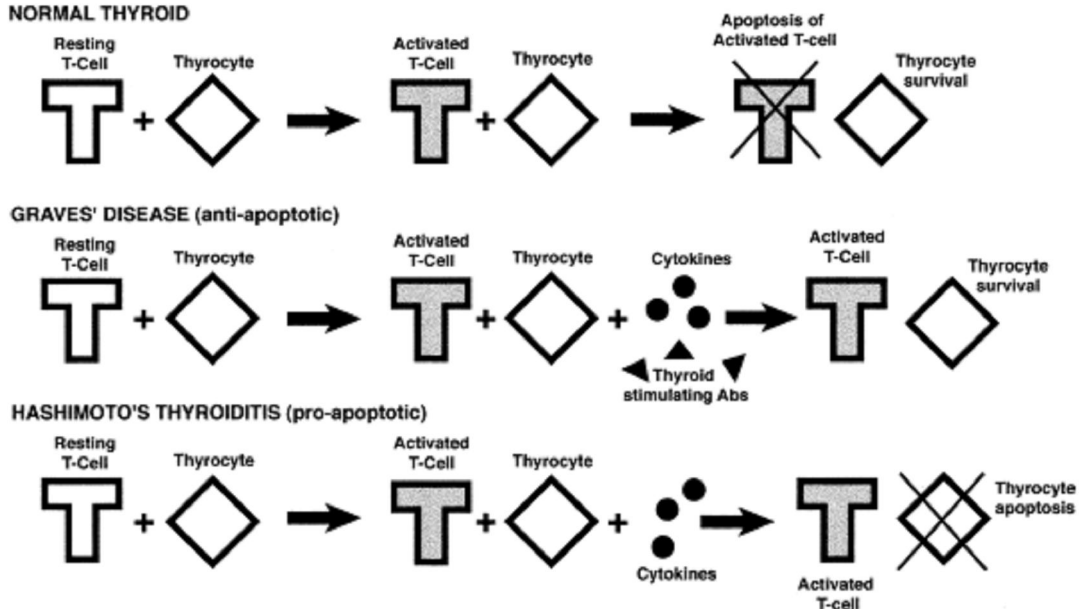 NORMAL THYROID
Resting
T-Cell
Thyrocyte
Activated
T-Cell
Thyrocyte
Apoptosis of
Activated T-cell
Thyrocyte
survival
+
+
GRAVES' DISEASE (anti-apoptotic)
Resting
T-Cell
Thyrocyte
Activated
T-Cell
Thyrocyte
Cytokines
Activated
T-Cell
Thyrocyte
survival
+
+
+
Thyroid
stimulating Abs
HASHIMOTO'S THYROIDITIS (pro-apoptotic)
Resting
T-Cell
Thyrocyte
Activated
T-Cell
Thyrocyte
Thyrocyte
apoptosis
+
+
+
Cytokines
Activated
T-cell